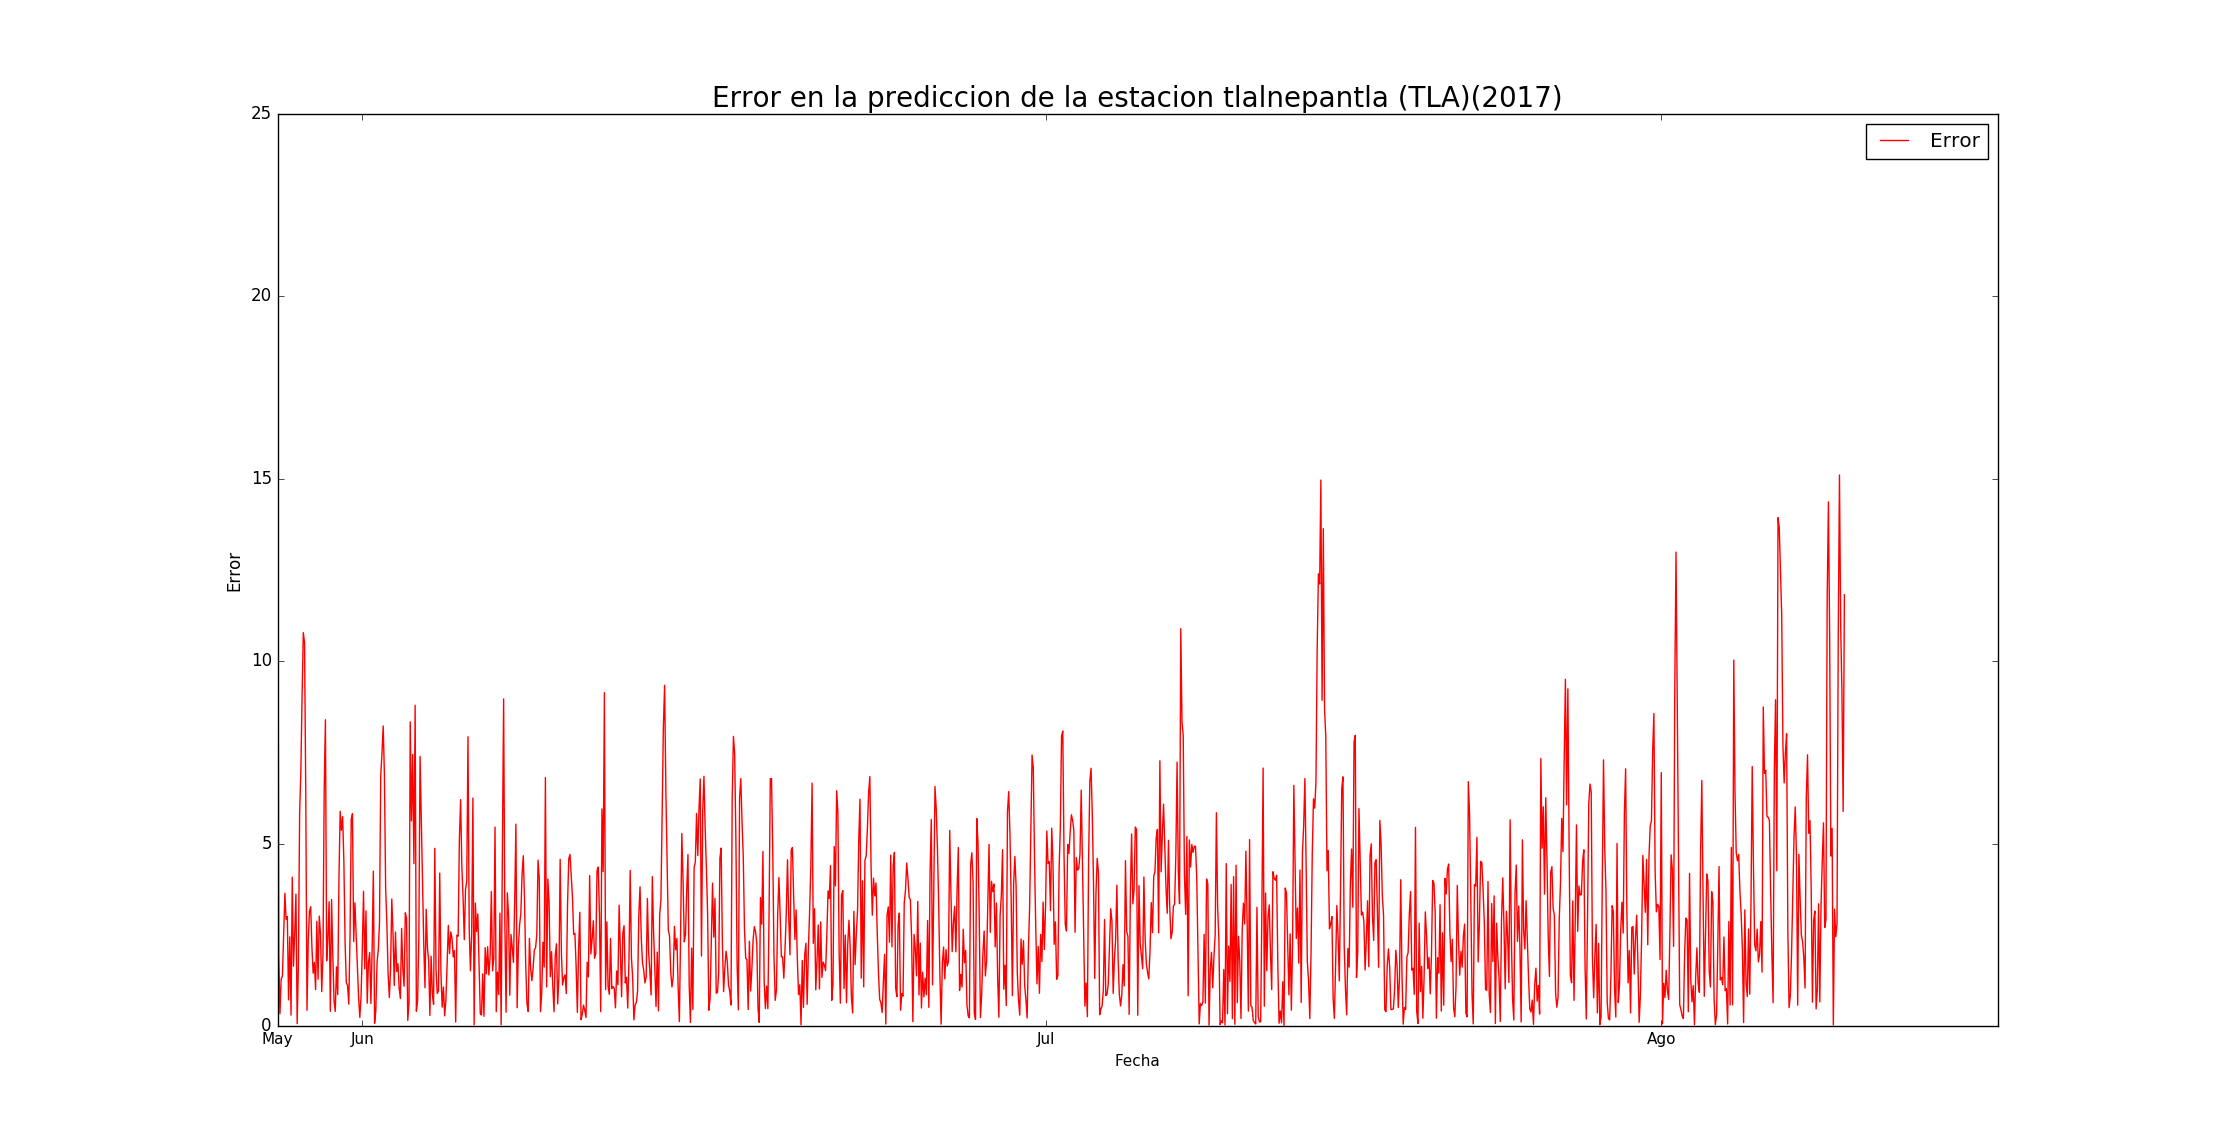 Error en la prediccion de la estacion tlalnepantla (TLA)(2017)
25
Error
20
15
10
5
0
Error
May Jun Jul Ago
Fecha